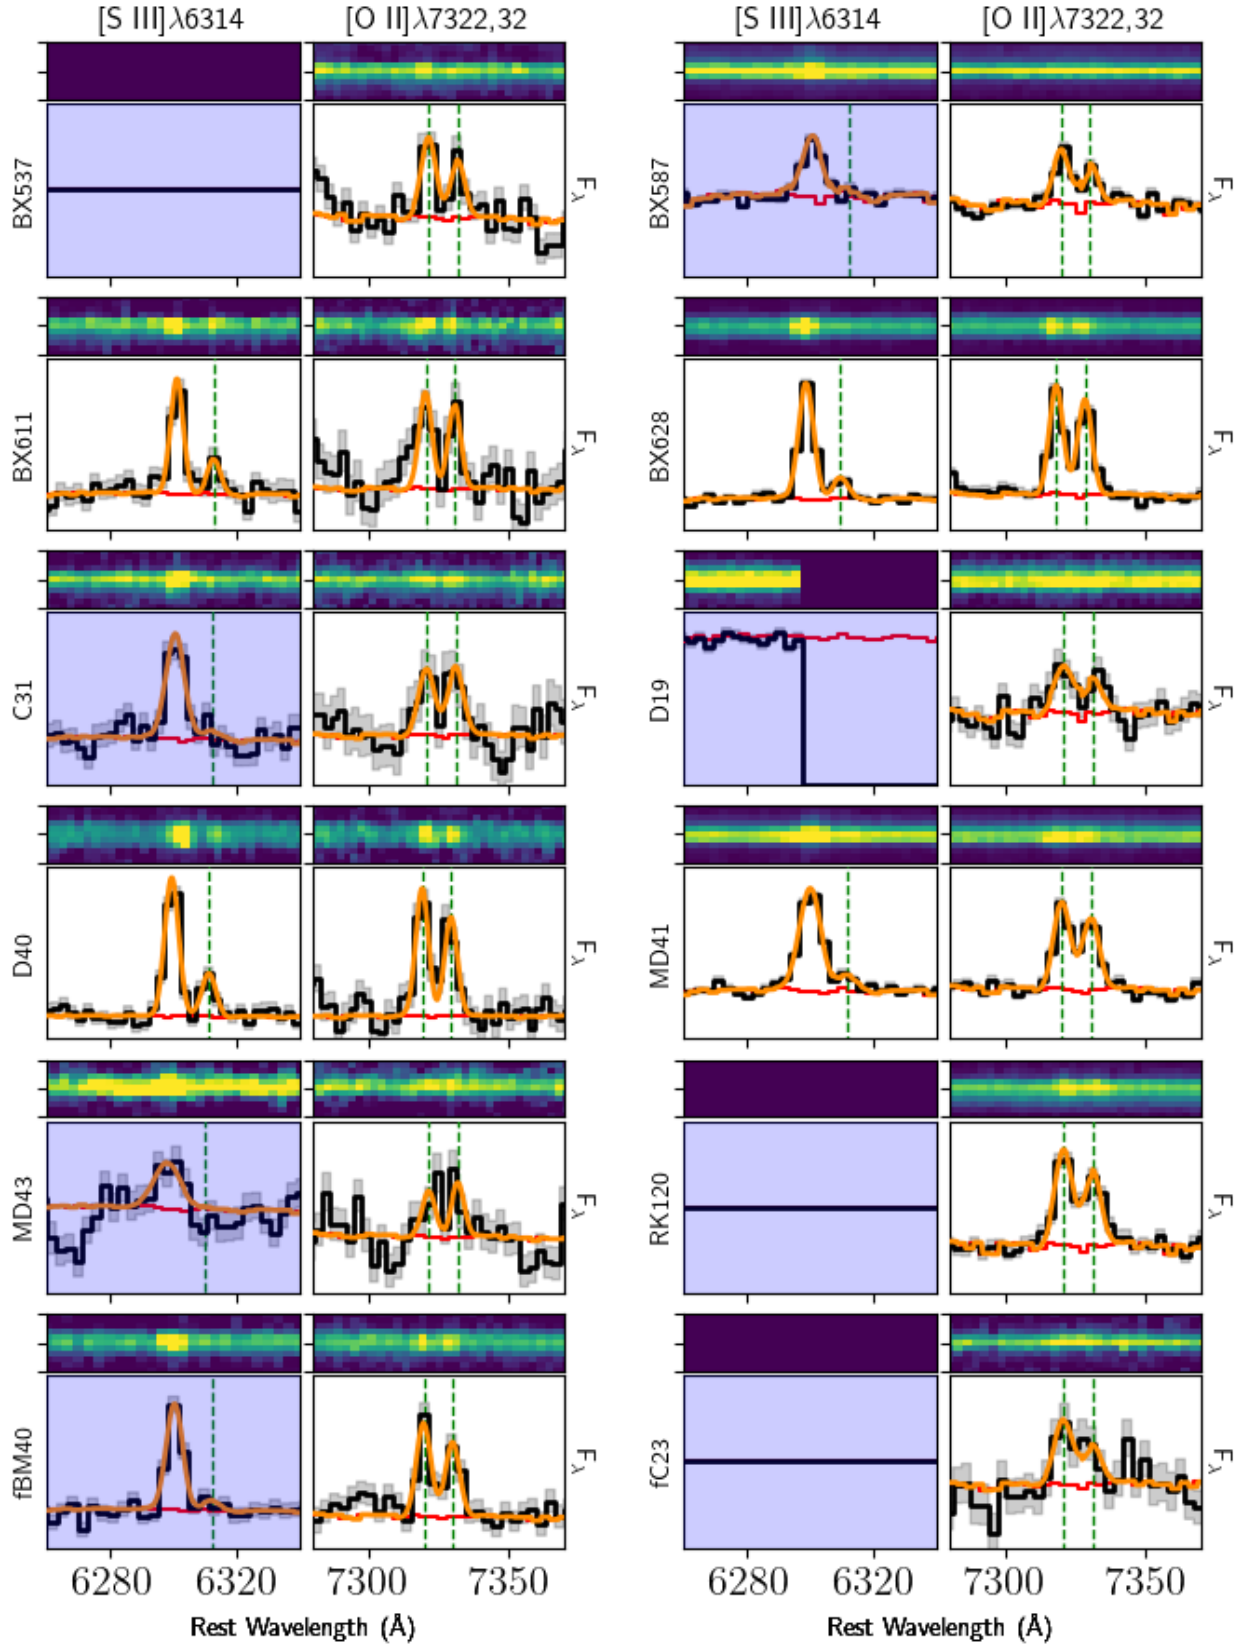 [S III]λ6314 [O II]λ7322,32 [S III]λ6314 [O II]λ7322,32
BX537 Fλ BX587 Fλ
BX611 Fλ BX628 Fλ
C31 Fλ D19 Fλ
D40 Fλ MD41 Fλ
MD43 Fλ RK120 Fλ
fBM40 Fλ fC23 Fλ
6280 6320 7300 7350 6280 6320 7300 7350
Rest Wavelength (Å) Rest Wavelength (Å)